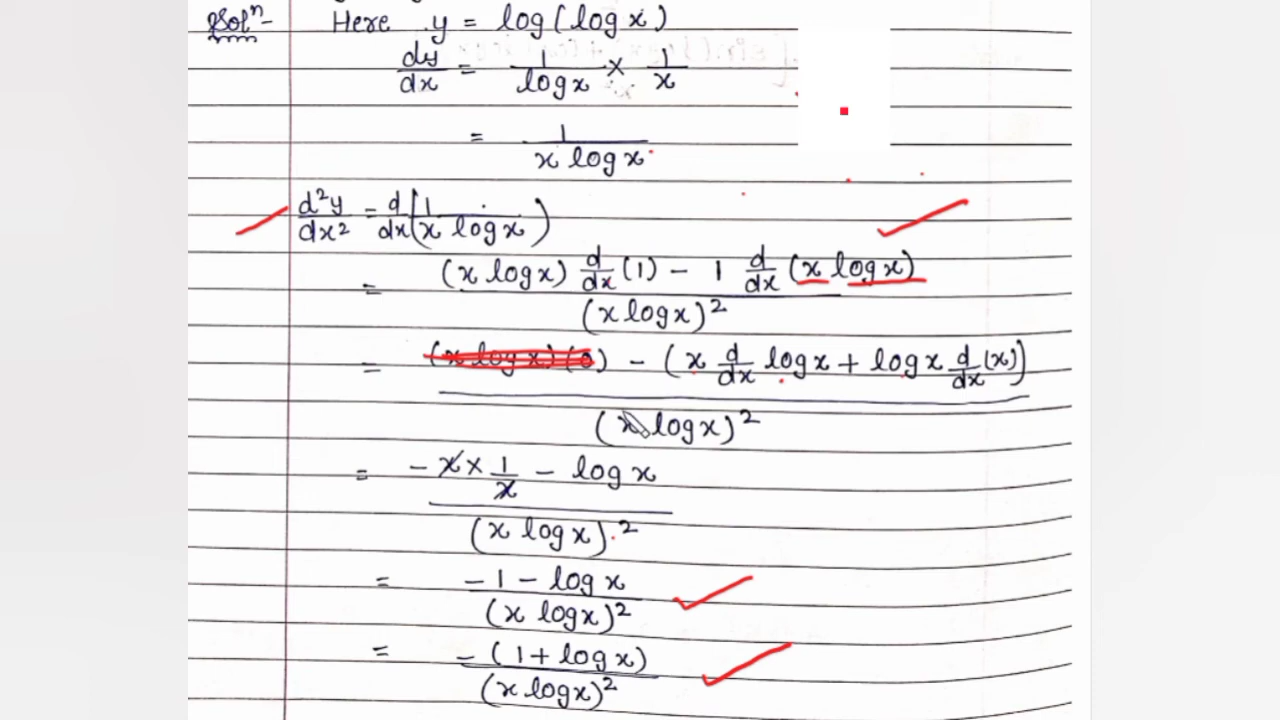 Solⁿ- Here y = log(log x)
dy/dx = 1/log x × 1/x
= 1/(x log x)
d²y/dx² = d/dx(1/(x log x))
= ((x log x) d/dx (1) - 1 d/dx (x log x))/(x log x)²
= ((x log x)(0) - (x d/dx log x + log x d/dx (x)))/(x log x)²
= (- x × 1/x - log x)/(x log x)²
= (-1 - log x)/(x log x)²
= -(1 + log x)/(x log x)²